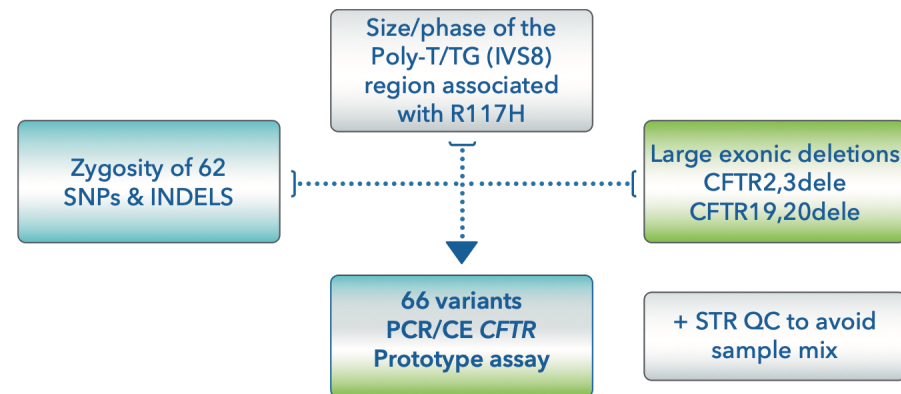 Size/phase of the
Poly-T/TG (IVS8)
region associated
with R117H
Zygosity of 62
SNPs & INDELS
Large exonic deletions
CFTR2,3dele
CFTR19,20dele
66 variants
PCR/CE CFTR
Prototype assay
+ STR QC to avoid
sample mix